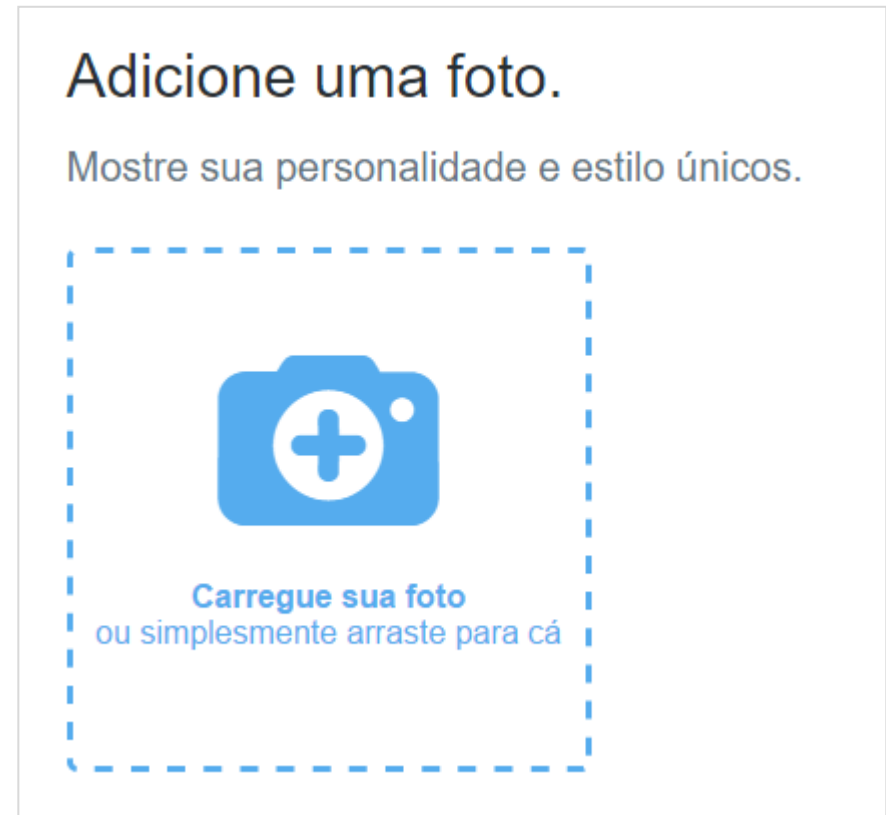 Adicione uma foto.
Mostre sua personalidade e estilo únicos.
Carregue sua foto
ou simplesmente arraste para cá